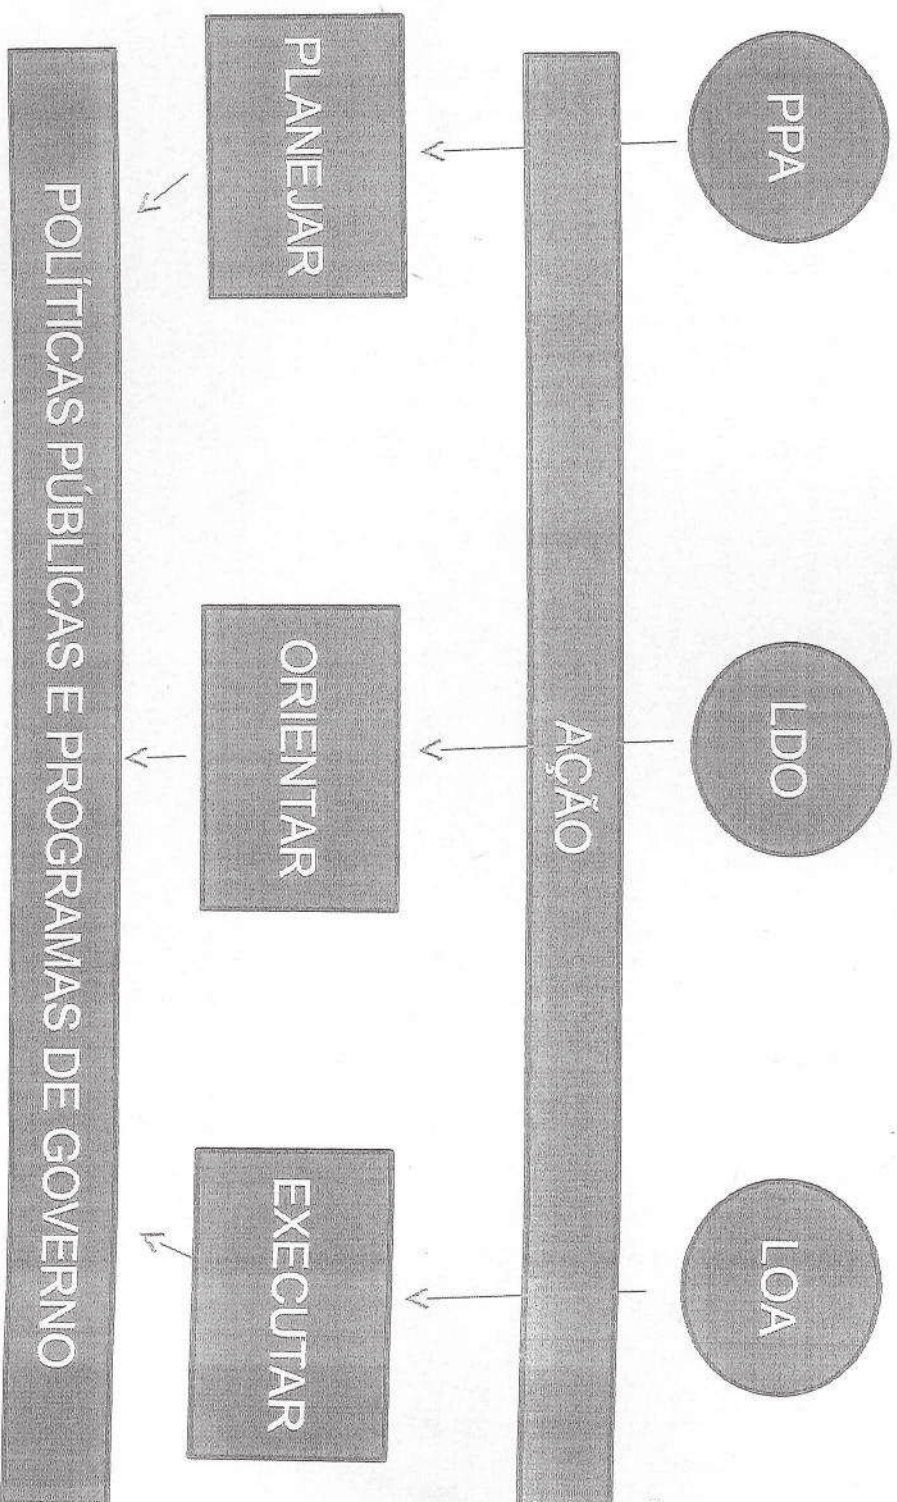 PPA
LDO
LOA
AÇÃO
PLANEJAR
ORIENTAR
EXECUTAR
POLÍTICAS PÚBLICAS E PROGRAMAS DE GOVERNO